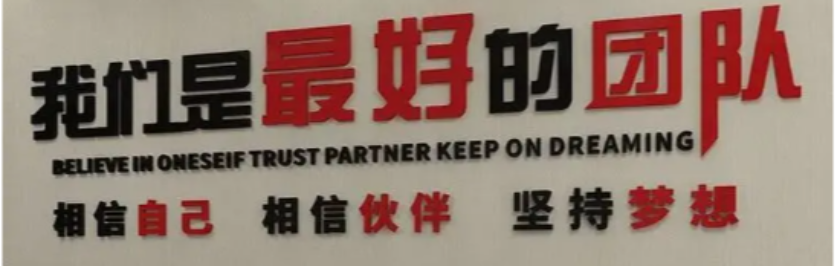 我们是最好的团队
BELIEVE IN ONESEIF TRUST PARTNER KEEP ON DREAMING
相信自己 相信伙伴 坚持梦想